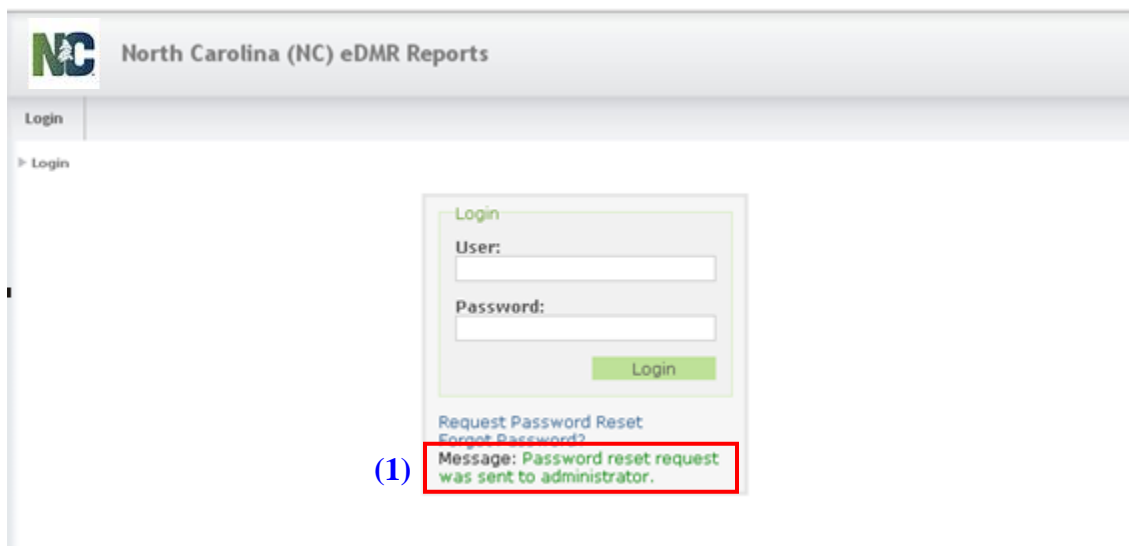 NC
North Carolina (NC) eDMR Reports
Login
Login
Login
User:
Password:
Login
Request Password Reset
Forgot Password?
(1)
Message: Password reset request
was sent to administrator.